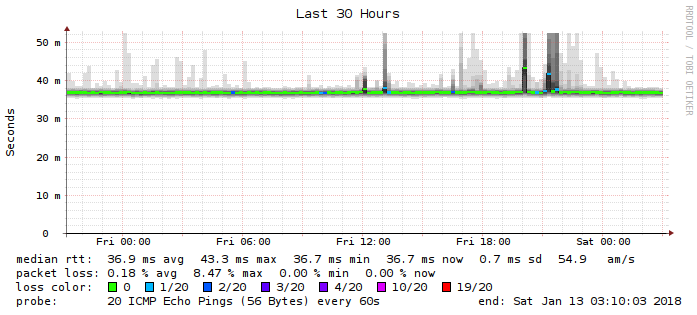 Last 30 Hours
RRDTOOL / TOBI OETIKER
Seconds
50 m
40 m
30 m
20 m
10 m
0
Fri 00:00 Fri 06:00 Fri 12:00 Fri 18:00 Sat 00:00
median rtt: 36.9 ms avg 43.3 ms max 36.7 ms min 36.7 ms now 0.7 ms sd 54.9 am/s
packet loss: 0.18 % avg 8.47 % max 0.00 % min 0.00 % now
loss color: 0 1/20 2/20 3/20 4/20 10/20 19/20
probe: 20 ICMP Echo Pings (56 Bytes) every 60s end: Sat Jan 13 03:10:03 2018